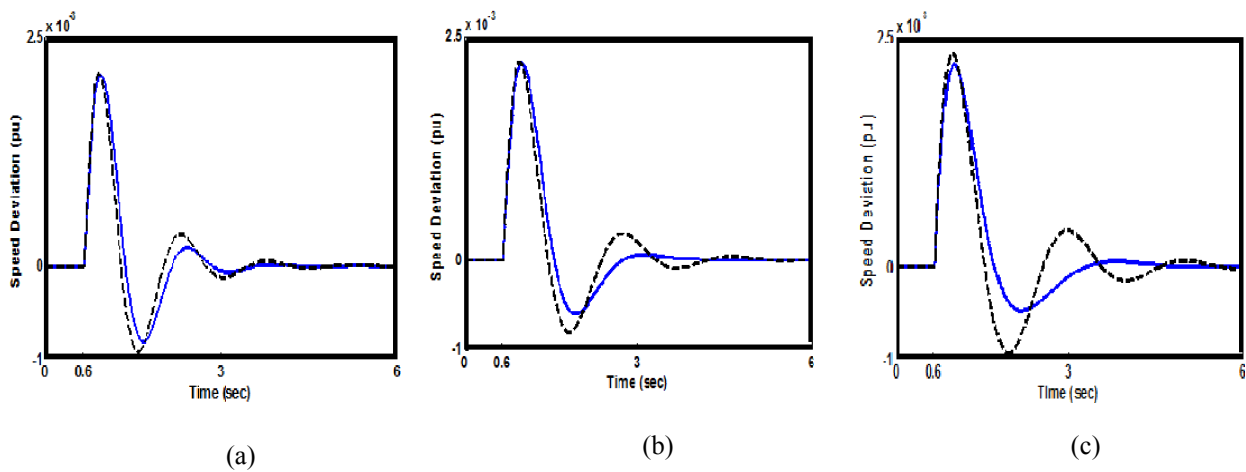 2.5 × 10⁻³
0
-1
0 0.6 3 6
Speed Deviation (pu)
Time (sec)
(a)
2.5 × 10⁻³
0
-1
0 0.6 3 6
Speed Deviation (pu)
Time (sec)
(b)
7.5 × 10
0
-1
0 0.6 3 6
Speed Deviation (p.u)
Time (sec)
(c)